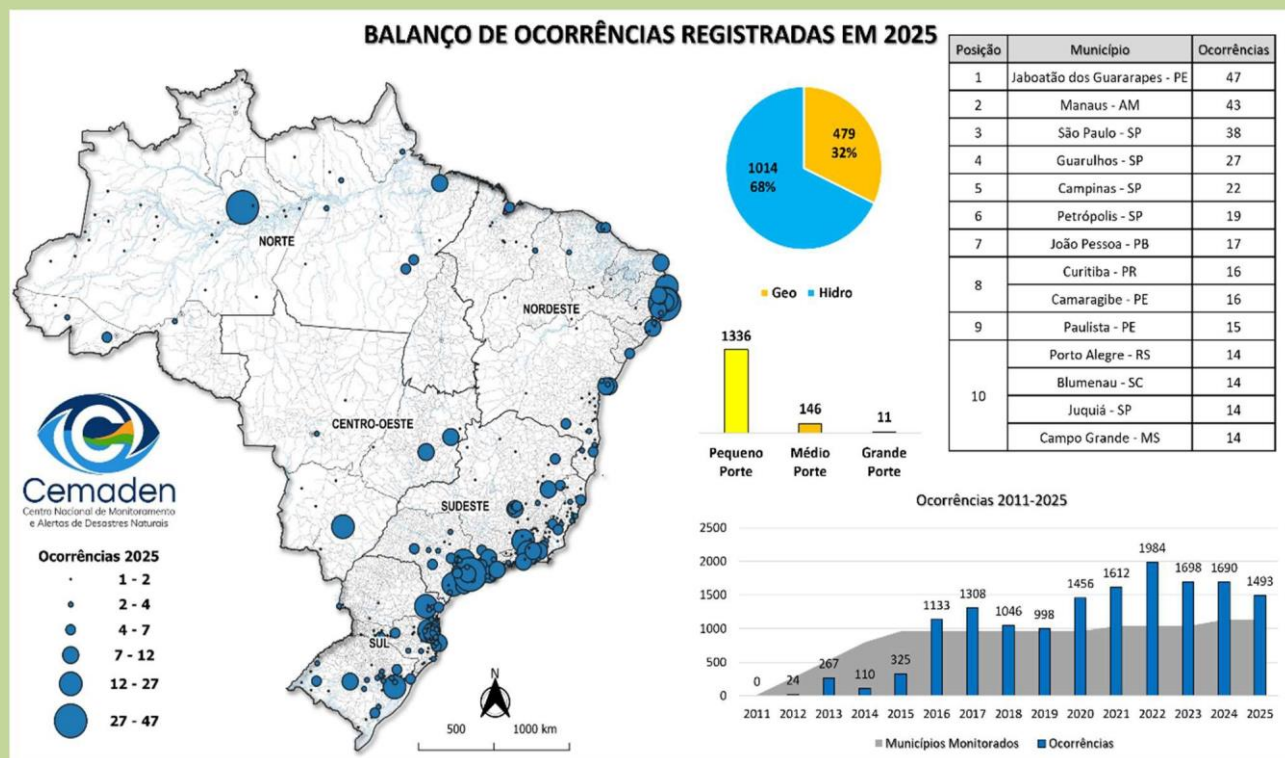 BALANÇO DE OCORRÊNCIAS REGISTRADAS EM 2025
NORTE
NORDESTE
CENTRO-OESTE
SUDESTE
SUL
Cemaden
Centro Nacional de Monitoramento
e Alertas de Desastres Naturais
Ocorrências 2025
1 - 2
2 - 4
4 - 7
7 - 12
12 - 27
27 - 47
N
500 1000 km
479
32%
1014
68%
Geo Hidro
1336
146
11
Pequeno Porte
Médio Porte
Grande Porte
Posição Município Ocorrências
1 Jaboatão dos Guararapes - PE 47
2 Manaus - AM 43
3 São Paulo - SP 38
4 Guarulhos - SP 27
5 Campinas - SP 22
6 Petrópolis - SP 19
7 João Pessoa - PB 17
8 Curitiba - PR 16
Camaragibe - PE 16
9 Paulista - PE 15
10 Porto Alegre - RS 14
Blumenau - SC 14
Juquiá - SP 14
Campo Grande - MS 14
Ocorrências 2011-2025
2500
2000
1500
1000
500
0
0 24 267 110 325 1133 1308 1046 998 1456 1612 1984 1698 1690 1493
2011 2012 2013 2014 2015 2016 2017 2018 2019 2020 2021 2022 2023 2024 2025
Municípios Monitorados Ocorrências